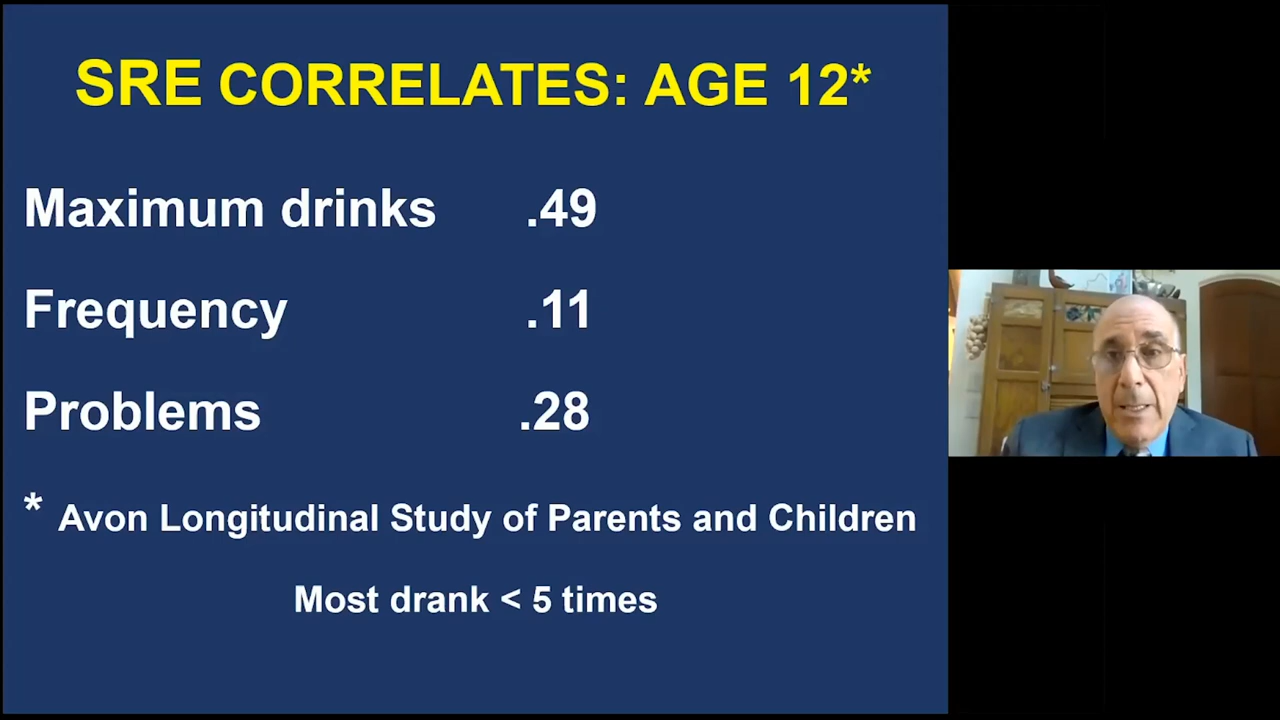 SRE CORRELATES: AGE 12*
Maximum drinks .49
Frequency .11
Problems .28
* Avon Longitudinal Study of Parents and Children
Most drank < 5 times